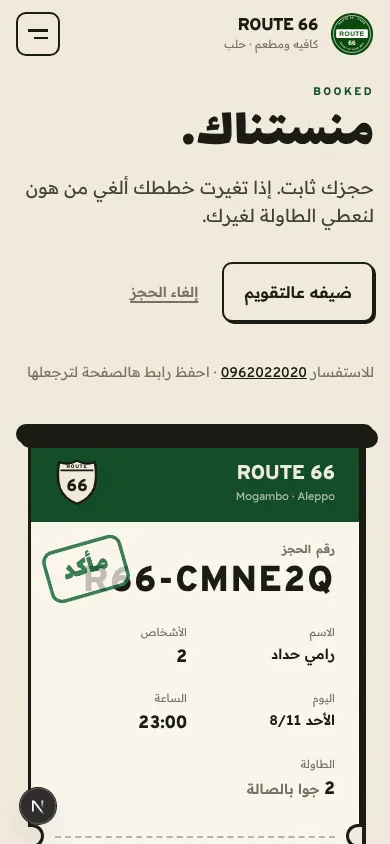 ROUTE 66
كافيه ومطعم · حلب
ROUTE
66
BOOKED
منستناك.
حجزك ثابت. إذا تغيرت خططك ألغي من هون
لنعطي الطاولة لغيرك.
ضيفه عالتقويم
إلغاء الحجز
للاستفسار 0962022020 · احفظ رابط هالصفحة لترجعلها
ROUTE 66
Mogambo · Aleppo
ROUTE
66
رقم الحجز
R66-CMNE2Q
مأكد
الاسم
رامي حداد
الأشخاص
2
اليوم
الأحد 8/11
الساعة
23:00
الطاولة
2 جوا بالصالة
N